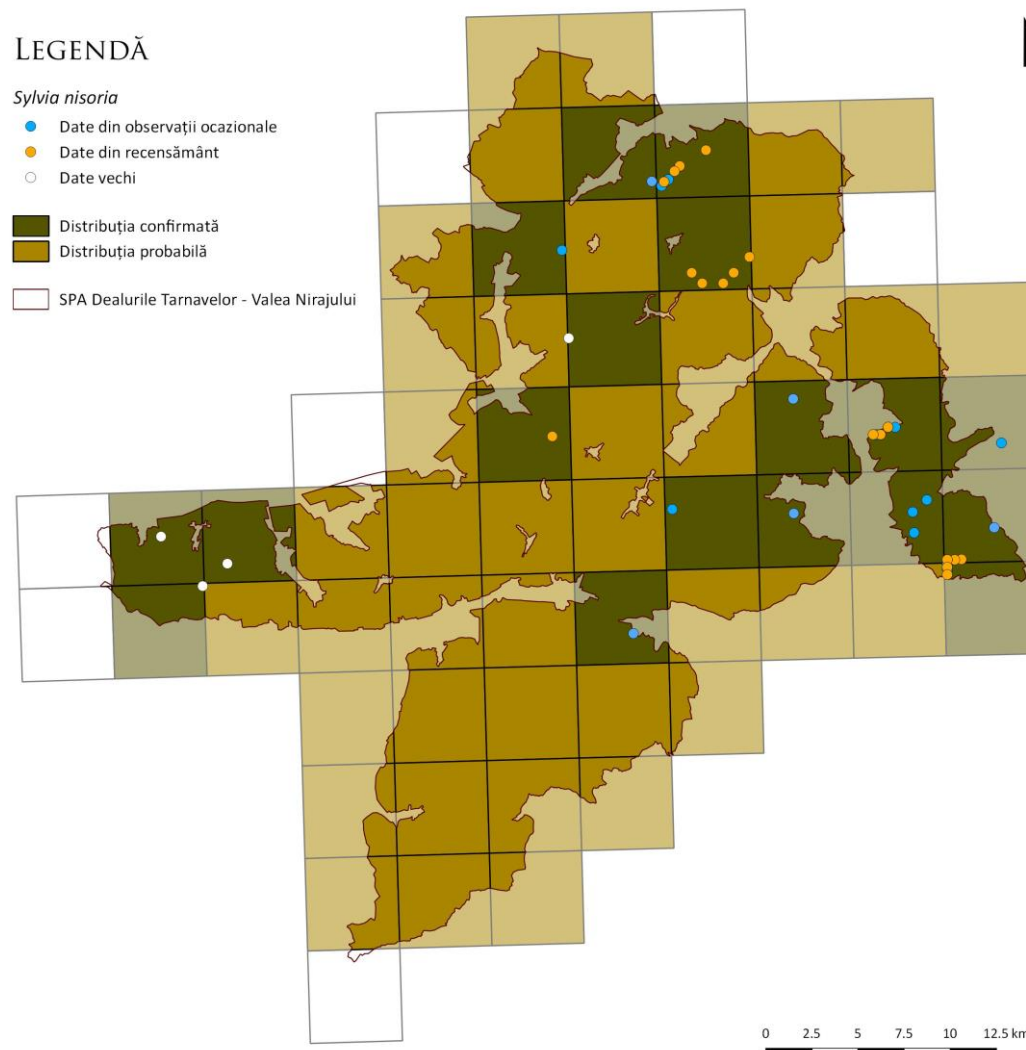 LEGENDĂ
Sylvia nisoria
Date din observații ocazionale
Date din recensământ
Date vechi
Distribuția confirmată
Distribuția probabilă
SPA Dealurile Tarnavelor - Valea Nirajului
0 2.5 5 7.5 10 12.5 km